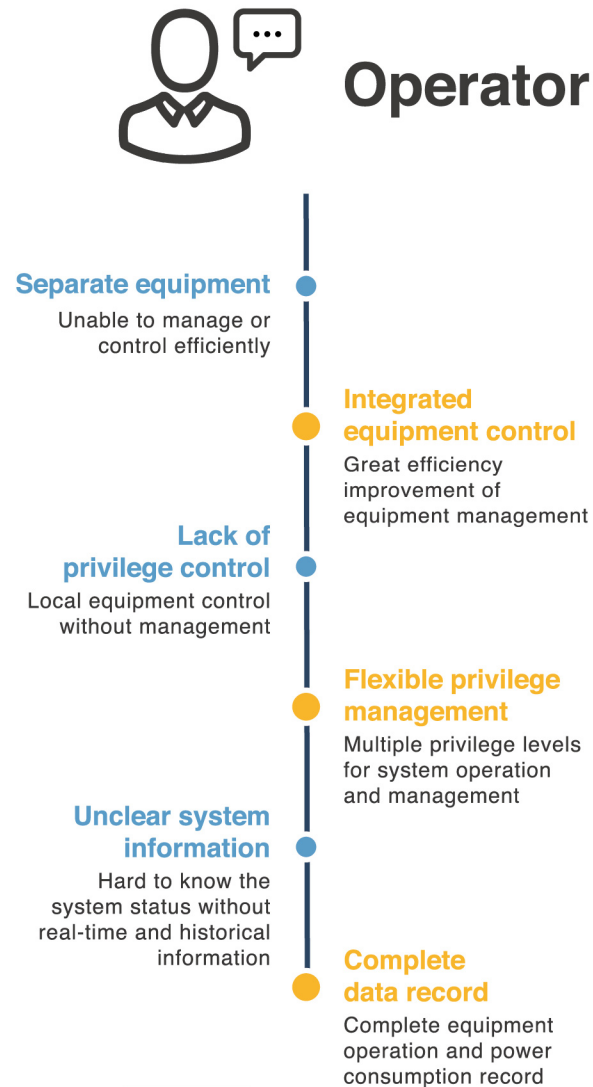 Operator
Separate equipment
Unable to manage or
control efficiently
Integrated
equipment control
Great efficiency
improvement of
equipment management
Lack of
privilege control
Local equipment control
without management
Flexible privilege
management
Multiple privilege levels
for system operation
and management
Unclear system
information
Hard to know the
system status without
real-time and historical
information
Complete
data record
Complete equipment
operation and power
consumption record